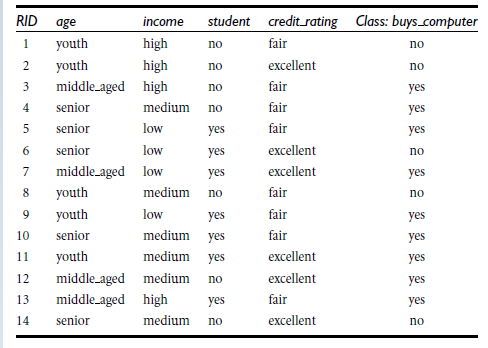 RID age income student credit_rating Class: buys_computer
1 youth high no fair no
2 youth high no excellent no
3 middle_aged high no fair yes
4 senior medium no fair yes
5 senior low yes fair yes
6 senior low yes excellent no
7 middle_aged low yes excellent yes
8 youth medium no fair no
9 youth low yes fair yes
10 senior medium yes fair yes
11 youth medium yes excellent yes
12 middle_aged medium no excellent yes
13 middle_aged high yes fair yes
14 senior medium no excellent no